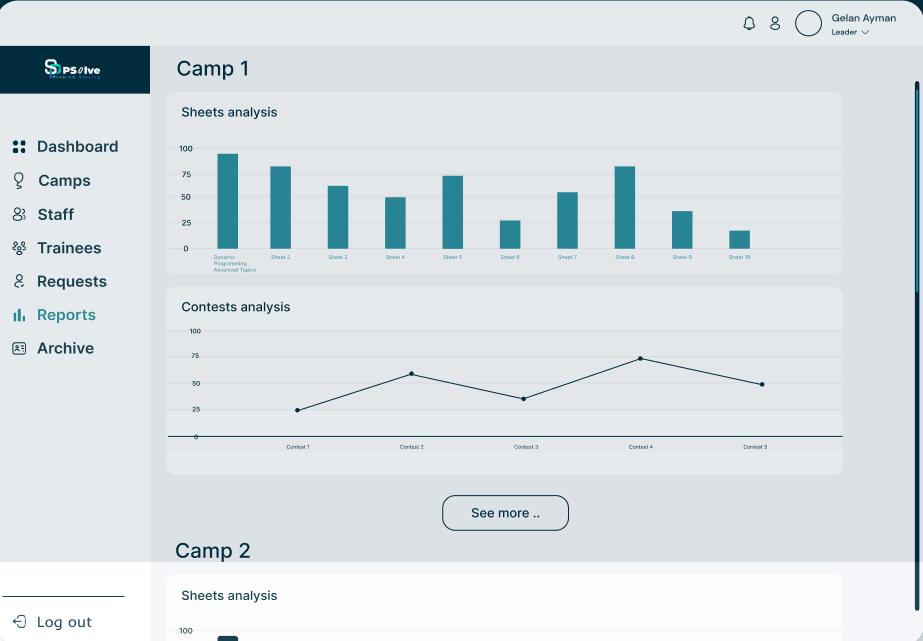 Gelan Ayman
Leader
PSolve
Problem Solving
Dashboard
Camps
Staff
Trainees
Requests
Reports
Archive
Log out
Camp 1
Sheets analysis
100
75
50
25
0
Dynamic
Programming
Advanced Topics
Sheet 2
Sheet 3
Sheet 4
Sheet 5
Sheet 6
Sheet 7
Sheet 8
Sheet 9
Sheet 10
Contests analysis
100
75
50
25
0
Contest 1
Contest 2
Contest 3
Contest 4
Contest 5
See more ..
Camp 2
Sheets analysis
100